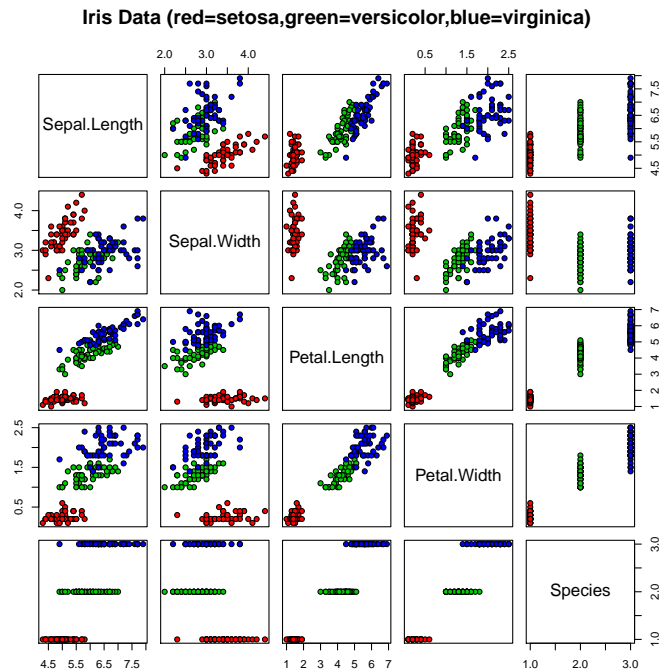 Iris Data (red=setosa,green=versicolor,blue=virginica)
2.0 3.0 4.0
0.5 1.5 2.5
Sepal.Length
4.5 5.5 6.5 7.5
2.0 3.0 4.0
Sepal.Width
Petal.Length
1 2 3 4 5 6 7
0.5 1.5 2.5
Petal.Width
Species
1.0 2.0 3.0
4.5 5.5 6.5 7.5
1 2 3 4 5 6 7
1.0 2.0 3.0